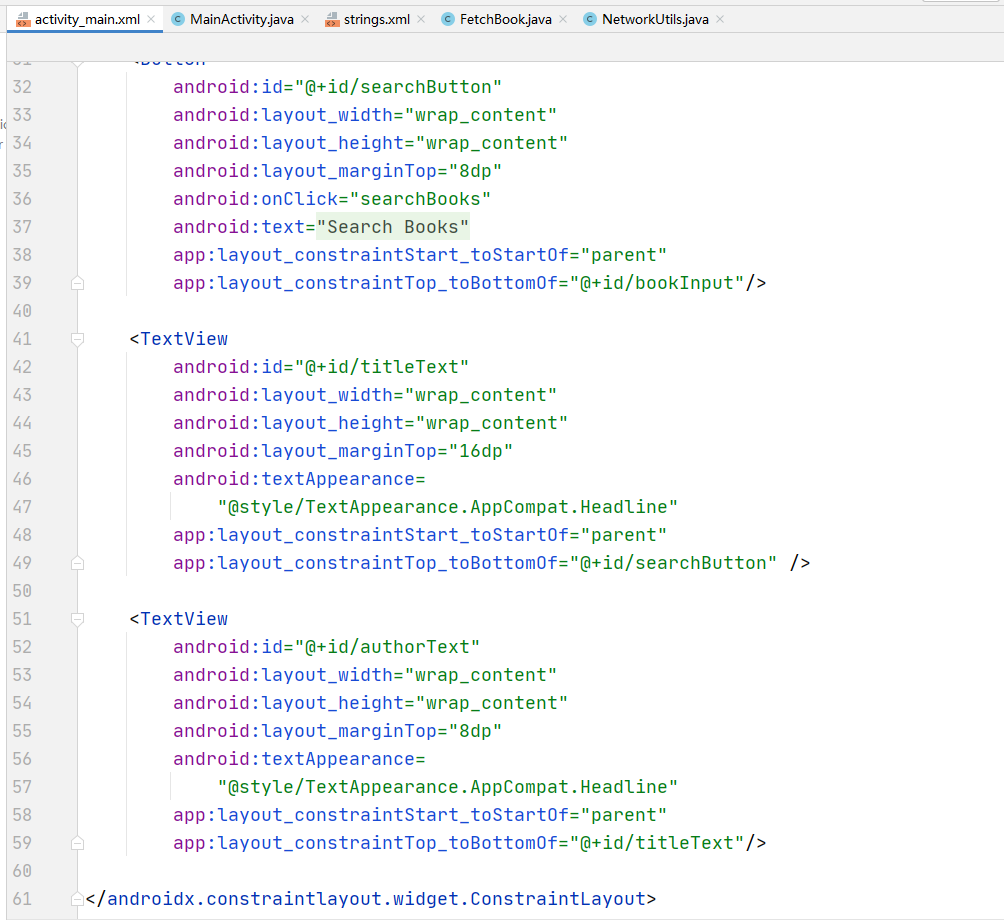 activity_main.xml MainActivity.java strings.xml FetchBook.java NetworkUtils.java
31 <Button
32 android:id="@+id/searchButton"
33 android:layout_width="wrap_content"
34 android:layout_height="wrap_content"
35 android:layout_marginTop="8dp"
36 android:onClick="searchBooks"
37 android:text="Search Books"
38 app:layout_constraintStart_toStartOf="parent"
39 app:layout_constraintTop_toBottomOf="@+id/bookInput"/>
40
41 <TextView
42 android:id="@+id/titleText"
43 android:layout_width="wrap_content"
44 android:layout_height="wrap_content"
45 android:layout_marginTop="16dp"
46 android:textAppearance=
47 "@style/TextAppearance.AppCompat.Headline"
48 app:layout_constraintStart_toStartOf="parent"
49 app:layout_constraintTop_toBottomOf="@+id/searchButton" />
50
51 <TextView
52 android:id="@+id/authorText"
53 android:layout_width="wrap_content"
54 android:layout_height="wrap_content"
55 android:layout_marginTop="8dp"
56 android:textAppearance=
57 "@style/TextAppearance.AppCompat.Headline"
58 app:layout_constraintStart_toStartOf="parent"
59 app:layout_constraintTop_toBottomOf="@+id/titleText"/>
60
61 </androidx.constraintlayout.widget.ConstraintLayout>